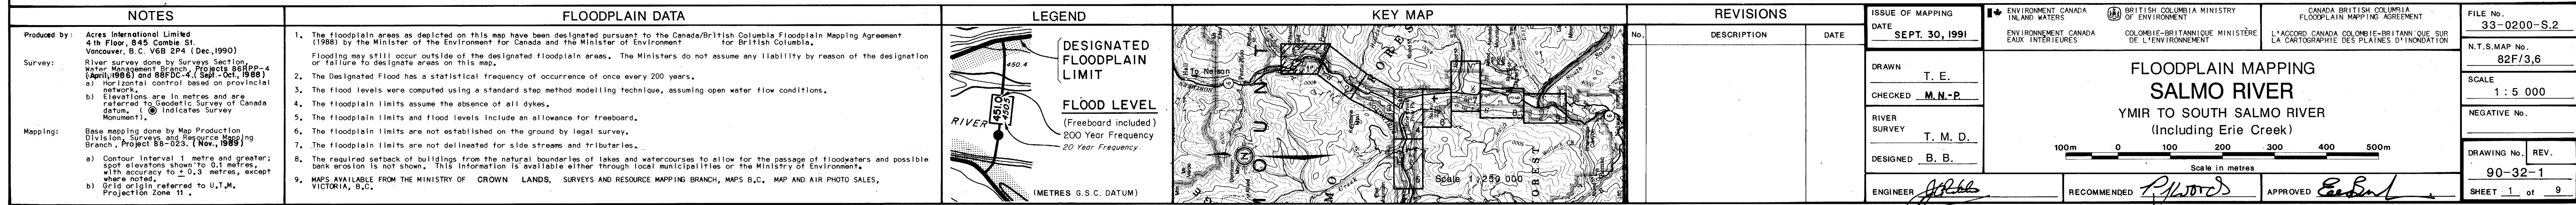 NOTES
Produced by: Acres International Limited
4th Floor, 845 Cambie St.
Vancouver, B.C. V6B 2P4 (Dec.,1990)
Survey: River survey done by Surveys Section,
Water Management Branch, Projects 86RPP-4
(April,1986) and 88FDC-4.(Sept.-Oct.,1988)
a) Horizontal control based on provincial
network.
b) Elevations are in metres and are
referred to Geodetic Survey of Canada
datum. ( indicates Survey
Monument).
Mapping: Base mapping done by Map Production
Division, Surveys and Resource Mapping
Branch, Project 88-023. (Nov., 1989)
a) Contour interval 1 metre and greater;
spot elevations shown to 0.1 metres,
with accuracy to ± 0.3 metres, except
where noted.
b) Grid origin referred to U.T.M.
Projection Zone 11 .
FLOODPLAIN DATA
1. The floodplain areas as depicted on this map have been designated pursuant to the Canada/British Columbia Floodplain Mapping Agreement
(1988) by the Minister of the Environment for Canada and the Minister of Environment for British Columbia.
Flooding may still occur outside of the designated floodplain areas. The Ministers do not assume any liability by reason of the designation
or failure to designate areas on this map.
2. The Designated Flood has a statistical frequency of occurrence of once every 200 years.
3. The flood levels were computed using a standard step method modelling technique, assuming open water flow conditions.
4. The floodplain limits assume the absence of all dykes.
5. The floodplain limits and flood levels include an allowance for freeboard.
6. The floodplain limits are not established on the ground by legal survey.
7. The floodplain limits are not delineated for side streams and tributaries.
8. The required setback of buildings from the natural boundaries of lakes and watercourses to allow for the passage of floodwaters and possible
bank erosion is not shown. This information is available either through local municipalities or the Ministry of Environment.
9. MAPS AVAILABLE FROM THE MINISTRY OF CROWN LANDS, SURVEYS AND RESOURCE MAPPING BRANCH, MAPS B.C. MAP AND AIR PHOTO SALES,
VICTORIA, B.C.
LEGEND
450.4
DESIGNATED
FLOODPLAIN
LIMIT
451.0
450.5
RIVER
FLOOD LEVEL
(Freeboard included)
200 Year Frequency
20 Year Frequency
(METRES G.S.C. DATUM)
KEY MAP
To Nelson
FOREST
Scale 1:250 000
REVISIONS
No. DESCRIPTION DATE
ISSUE OF MAPPING
DATE
SEPT. 30, 1991
DRAWN T. E.
CHECKED M. N.-P.
RIVER
SURVEY T. M. D.
DESIGNED B. B.
ENGINEER
ENVIRONMENT CANADA
INLAND WATERS
ENVIRONNEMENT CANADA
EAUX INTÉRIEURES
BRITISH COLUMBIA MINISTRY
OF ENVIRONMENT
COLOMBIE-BRITANNIQUE MINISTÈRE
DE L'ENVIRONNEMENT
CANADA BRITISH COLUMBIA
FLOODPLAIN MAPPING AGREEMENT
L'ACCORD CANADA COLOMBIE-BRITANNIQUE SUR
LA CARTOGRAPHIE DES PLAINES D'INONDATION
FLOODPLAIN MAPPING
SALMO RIVER
YMIR TO SOUTH SALMO RIVER
(Including Erie Creek)
100m 0 100 200 300 400 500m
Scale in metres
RECOMMENDED
APPROVED
FILE No.
33-0200-S.2
N.T.S.MAP No.
82F/3,6
SCALE
1 : 5 000
NEGATIVE No.
DRAWING No. REV.
90-32-1
SHEET 1 of 9